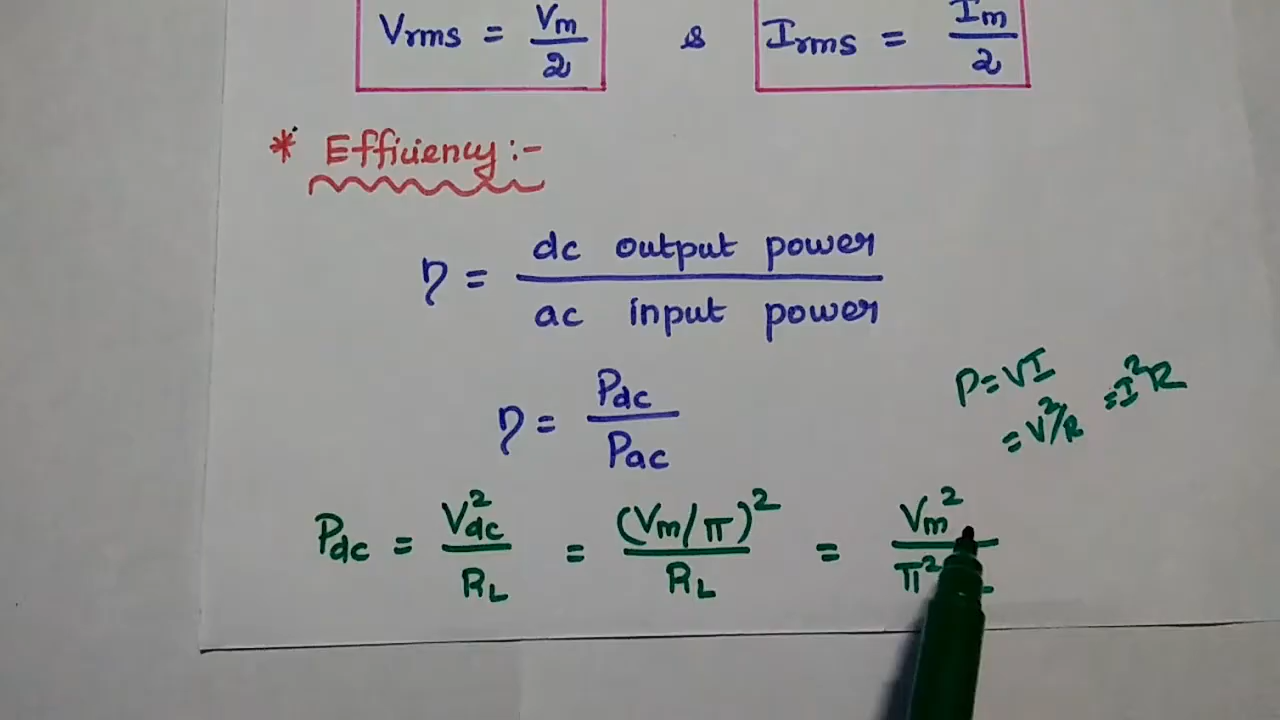 Vrms = Vm/2 & Irms = Im/2
* Efficiency :-
η = dc output power / ac input power
η = Pdc / Pac
P = VI = I²R
= V²/R
Pdc = Vdc² / RL = (Vm/π)² / RL = Vm² / π²